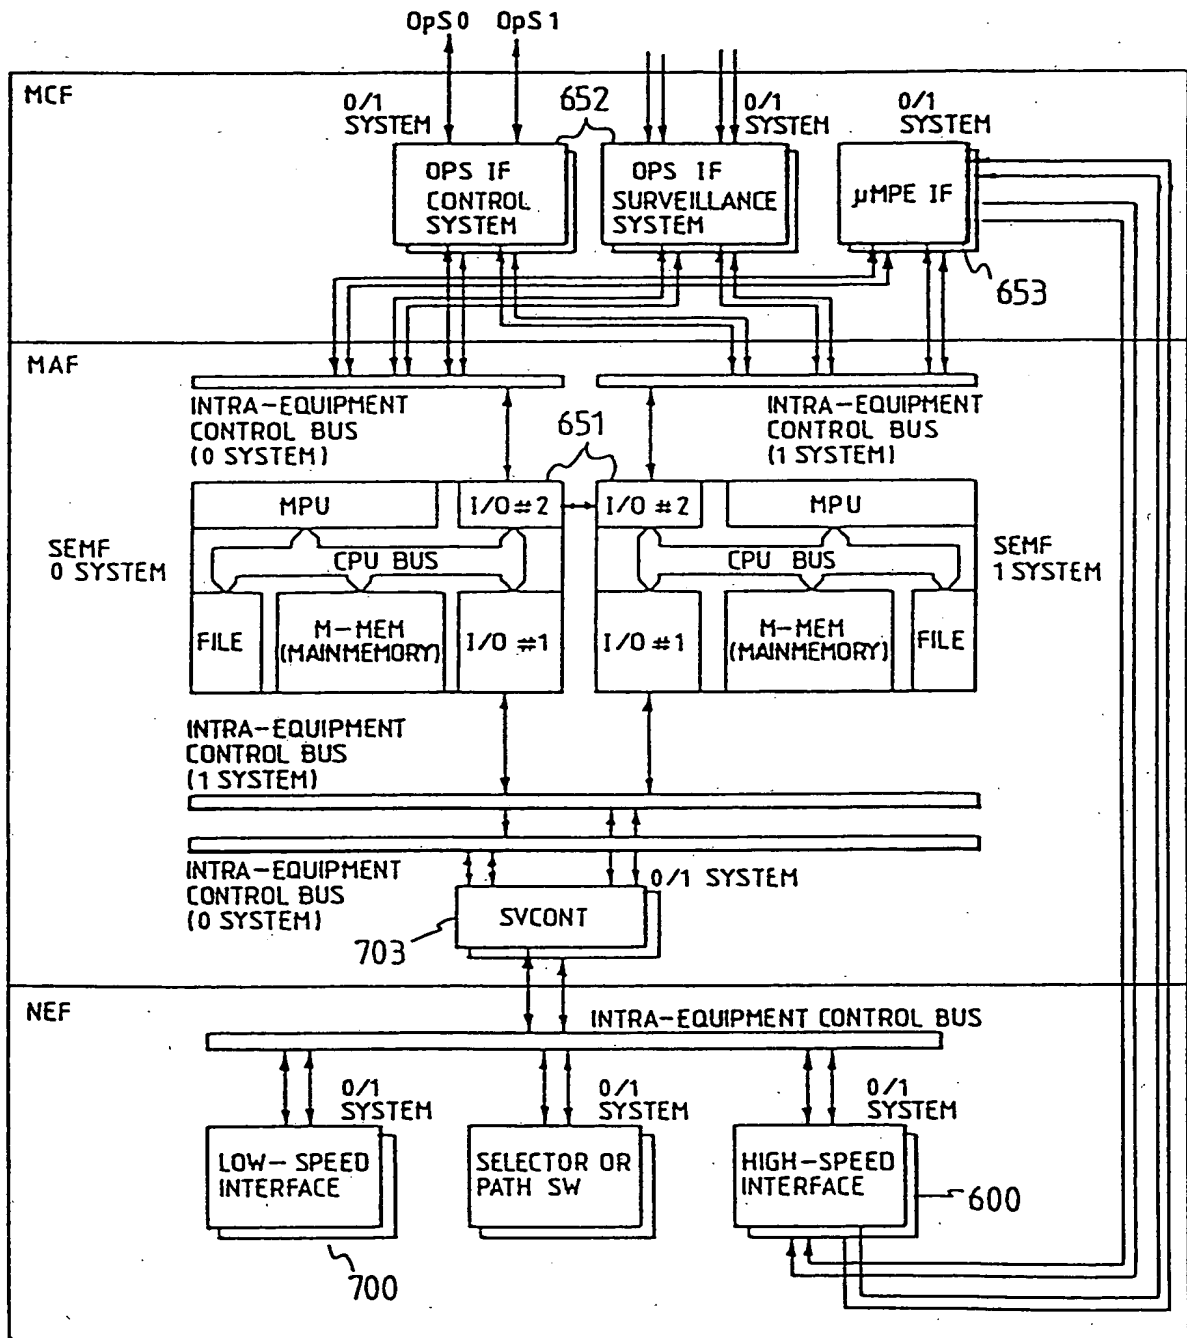 OpS 0 OpS 1
MCF
0/1
SYSTEM
652
0/1
SYSTEM
0/1
SYSTEM
OPS IF
CONTROL
SYSTEM
OPS IF
SURVEILLANCE
SYSTEM
μMPE IF
653
MAF
INTRA-EQUIPMENT
CONTROL BUS
(0 SYSTEM)
651
INTRA-EQUIPMENT
CONTROL BUS
(1 SYSTEM)
SEMF
0 SYSTEM
MPU
I/O #2
I/O #2
MPU
CPU BUS
CPU BUS
SEMF
1 SYSTEM
FILE
M-MEM
(MAINMEMORY)
I/O #1
I/O #1
M-MEM
(MAINMEMORY)
FILE
INTRA-EQUIPMENT
CONTROL BUS
(1 SYSTEM)
INTRA-EQUIPMENT
CONTROL BUS
(0 SYSTEM)
0/1 SYSTEM
SVCONT
703
NEF
INTRA-EQUIPMENT CONTROL BUS
0/1
SYSTEM
0/1
SYSTEM
0/1
SYSTEM
LOW-SPEED
INTERFACE
SELECTOR OR
PATH SW
HIGH-SPEED
INTERFACE
600
700